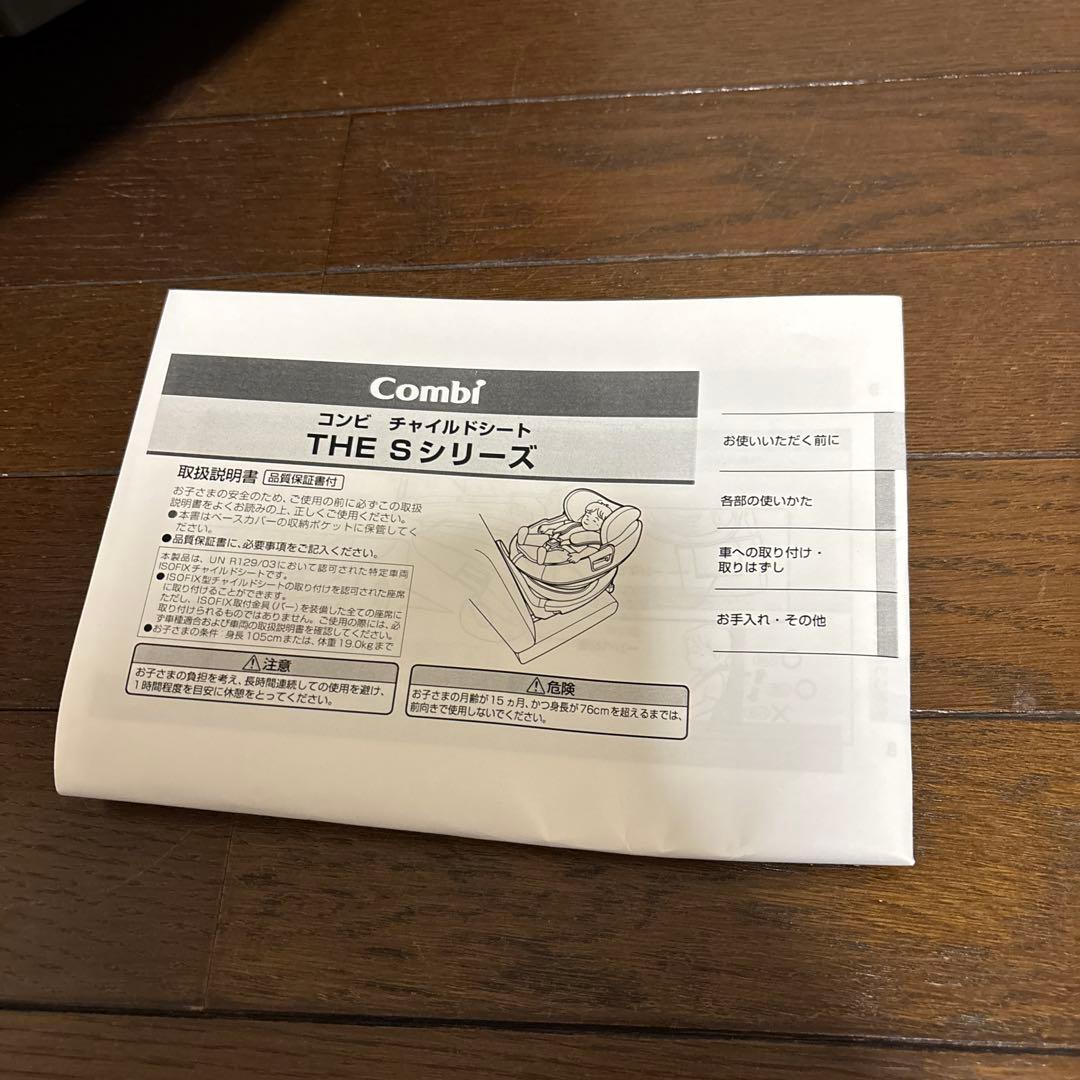 Combi
コンビ　チャイルドシート
THE Sシリーズ
取扱説明書 品質保証書付
お子さまの安全のため、ご使用の前に必ずこの取扱
説明書をよくお読みの上、正しくご使用ください。
●本書はベースカバーの収納ポケットに保管してく
ださい。
●品質保証書に、必要事項をご記入ください。
本製品は、UN R129/03において認可された特定車両
ISOFIXチャイルドシートです。
●ISOFIX型チャイルドシートの取り付けを認可された座席
に取り付けることができます。
ただし、ISOFIX取付金具(バー)を装備した全ての座席に
取り付けられるものではありません。ご使用の際には、必
ず車種適合および車両の取扱説明書を確認してください。
●お子さまの条件：身長105cmまたは、体重19.0kgまで
⚠注意
お子さまの負担を考え、長時間連続しての使用を避け、
1時間程度を目安に休憩をとってください。
⚠危険
お子さまの月齢が15ヵ月、かつ身長が76cmを超えるまでは、
前向きで使用しないでください。
お使いいただく前に
各部の使いかた
車への取り付け・
取りはずし
お手入れ・その他